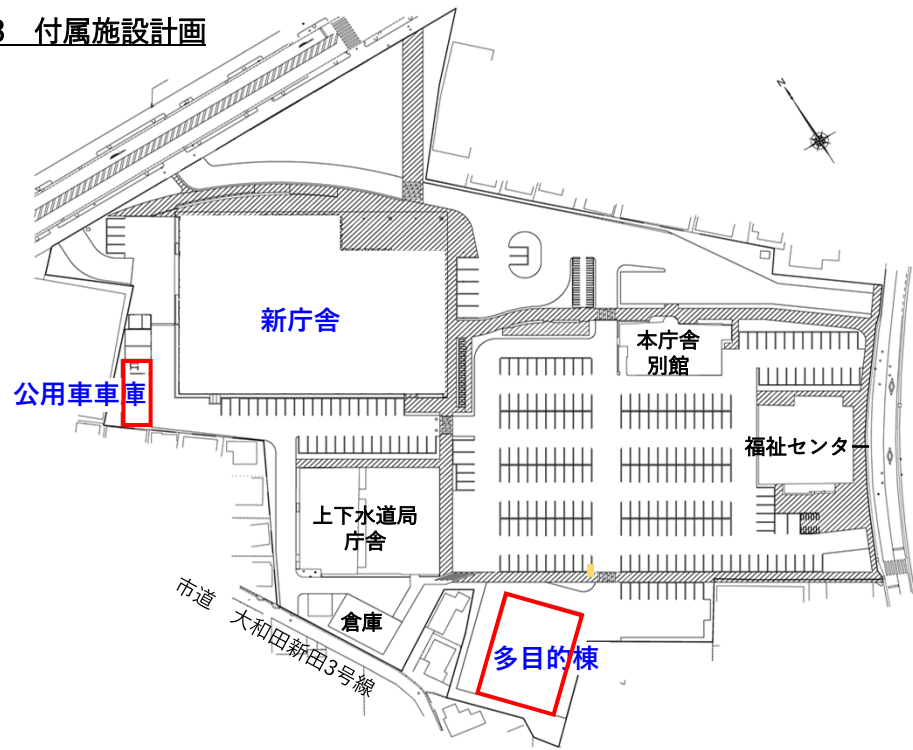 3 付属施設計画
N
新庁舎
本庁舎
別館
公用車車庫
福祉センター
上下水道局
庁舎
倉庫
多目的棟
市道 大和田新田3号線